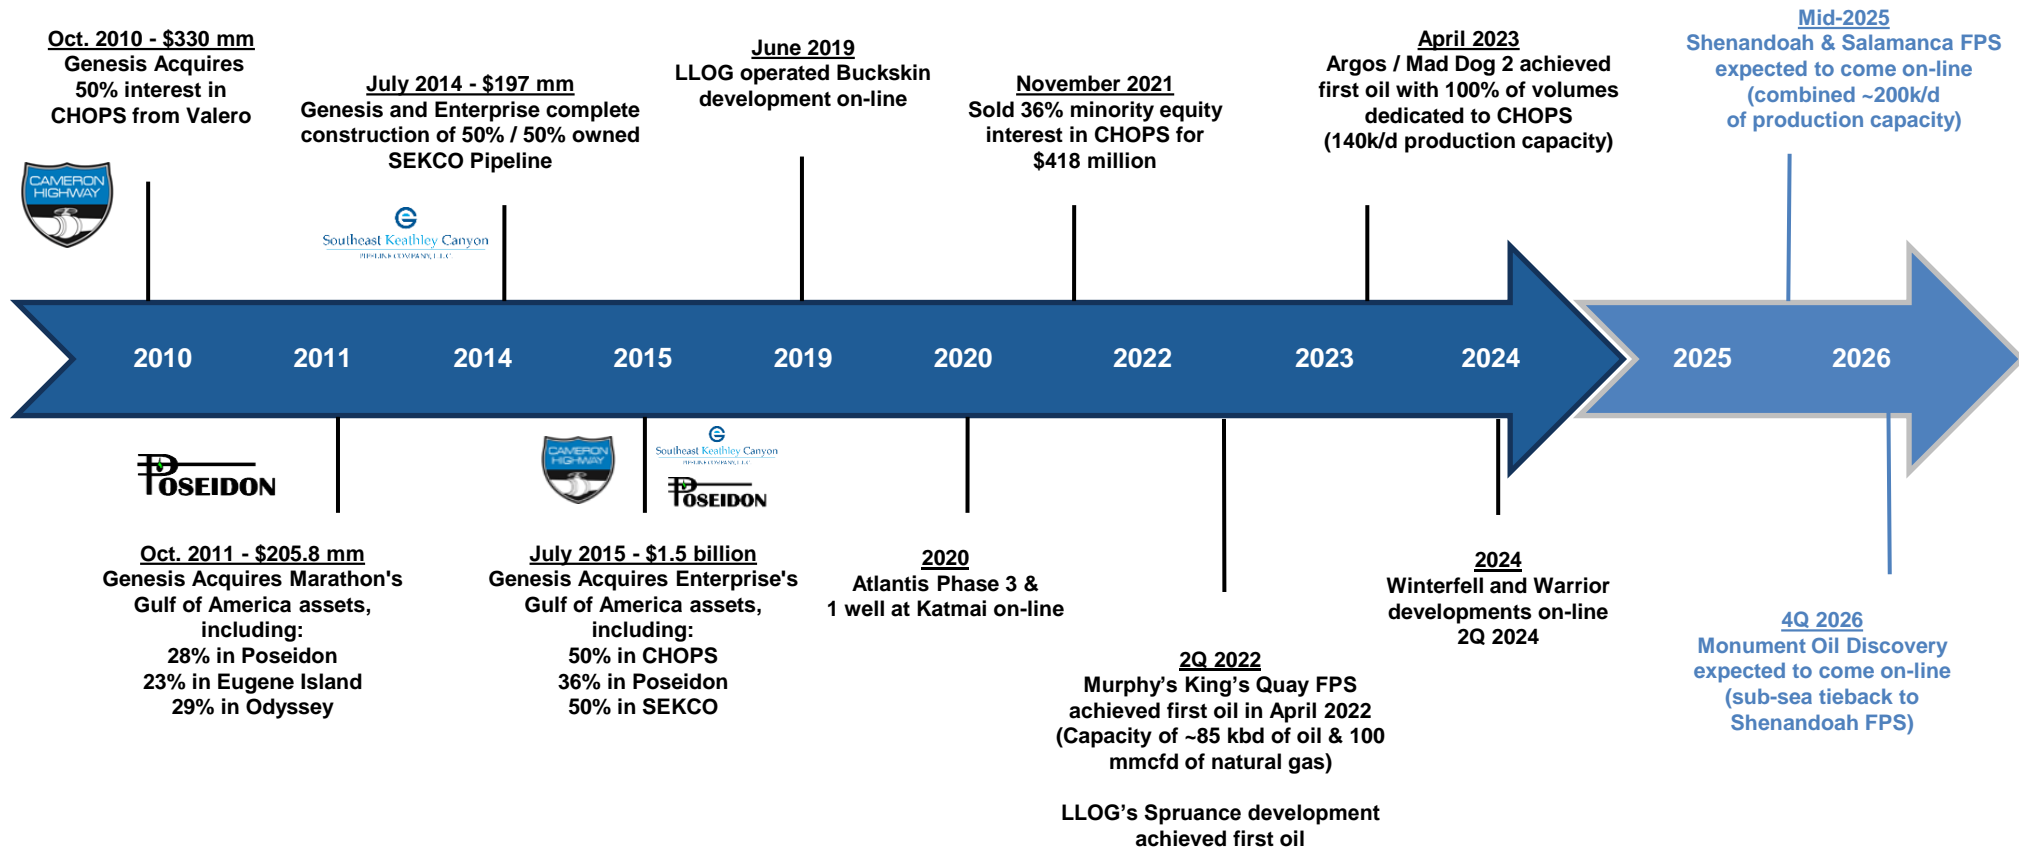 Oct. 2010 - $330 mm
Genesis Acquires
50% interest in
CHOPS from Valero
CAMERON
HIGHWAY
July 2014 - $197 mm
Genesis and Enterprise complete
construction of 50% / 50% owned
SEKCO Pipeline
Southeast Keathley Canyon
PIPELINE COMPANY, L.L.C.
June 2019
LLOG operated Buckskin
development on-line
November 2021
Sold 36% minority equity
interest in CHOPS for
$418 million
April 2023
Argos / Mad Dog 2 achieved
first oil with 100% of volumes
dedicated to CHOPS
(140k/d production capacity)
Mid-2025
Shenandoah & Salamanca FPS
expected to come on-line
(combined ~200k/d
of production capacity)
2010 2011 2014 2015 2019 2020 2022 2023 2024 2025 2026
POSEIDON
Oct. 2011 - $205.8 mm
Genesis Acquires Marathon's
Gulf of America assets,
including:
28% in Poseidon
23% in Eugene Island
29% in Odyssey
CAMERON
HIGHWAY
Southeast Keathley Canyon
PIPELINE COMPANY, L.L.C.
POSEIDON
July 2015 - $1.5 billion
Genesis Acquires Enterprise's
Gulf of America assets,
including:
50% in CHOPS
36% in Poseidon
50% in SEKCO
2020
Atlantis Phase 3 &
1 well at Katmai on-line
2Q 2022
Murphy’s King’s Quay FPS
achieved first oil in April 2022
(Capacity of ~85 kbd of oil & 100
mmcfd of natural gas)
LLOG’s Spruance development
achieved first oil
2024
Winterfell and Warrior
developments on-line
2Q 2024
4Q 2026
Monument Oil Discovery
expected to come on-line
(sub-sea tieback to
Shenandoah FPS)